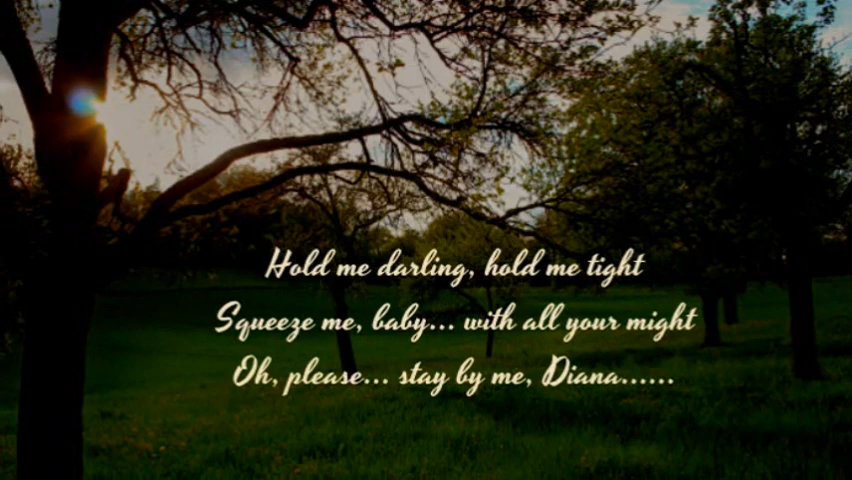 Hold me darling, hold me tight
Squeeze me, baby... with all your might
Oh, please... stay by me, Diana......